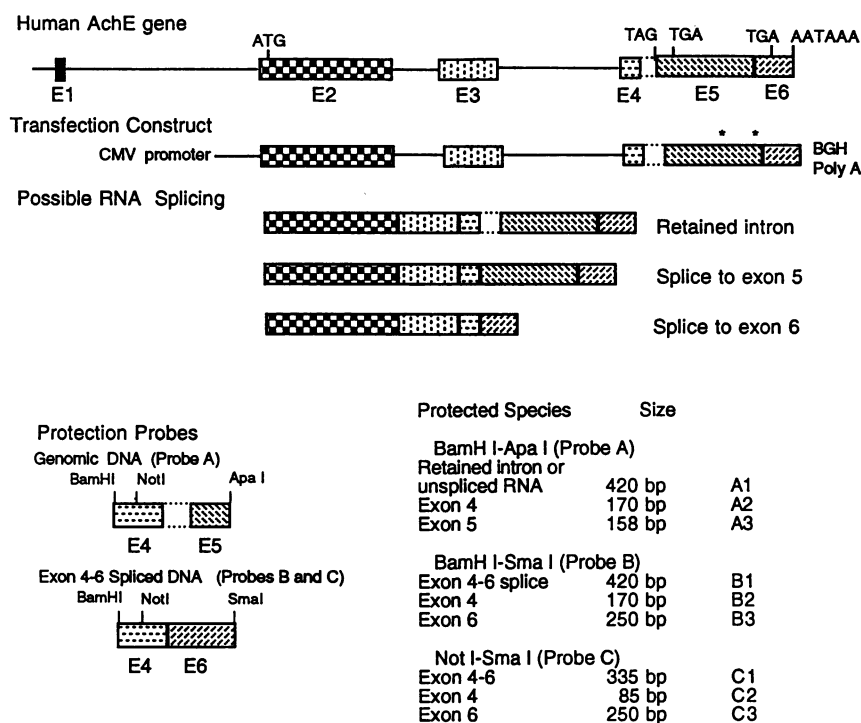 Human AchE gene
ATG
TAG TGA TGA AATAAA
E1 E2 E3 E4 E5 E6
Transfection Construct
* *
CMV promoter
BGH
Poly A
Possible RNA Splicing
Retained intron
Splice to exon 5
Splice to exon 6
Protection Probes
Genomic DNA (Probe A)
BamHI NotI Apa I
E4 E5
Exon 4-6 Spliced DNA (Probes B and C)
BamHI NotI SmaI
E4 E6
Protected Species Size
BamH I-Apa I (Probe A)
Retained intron or
unspliced RNA 420 bp A1
Exon 4 170 bp A2
Exon 5 158 bp A3
BamH I-Sma I (Probe B)
Exon 4-6 splice 420 bp B1
Exon 4 170 bp B2
Exon 6 250 bp B3
Not I-Sma I (Probe C)
Exon 4-6 335 bp C1
Exon 4 85 bp C2
Exon 6 250 bp C3